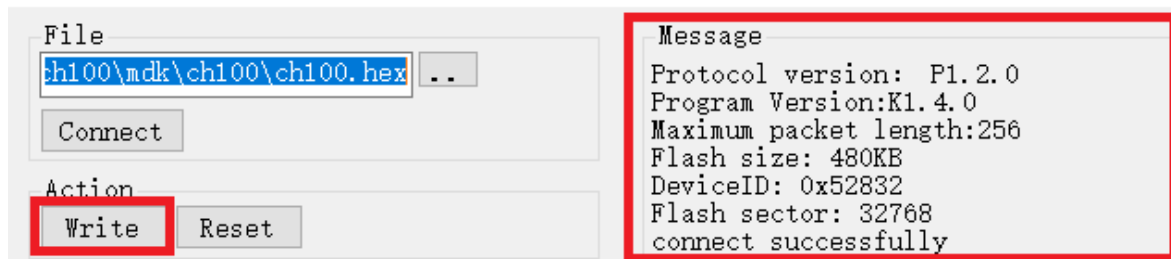 File
ch100\mdk\ch100\ch100.hex ..
Connect
Action
Write Reset
Message
Protocol version: P1.2.0
Program Version:K1.4.0
Maximum packet length:256
Flash size: 480KB
DeviceID: 0x52832
Flash sector: 32768
connect successfully